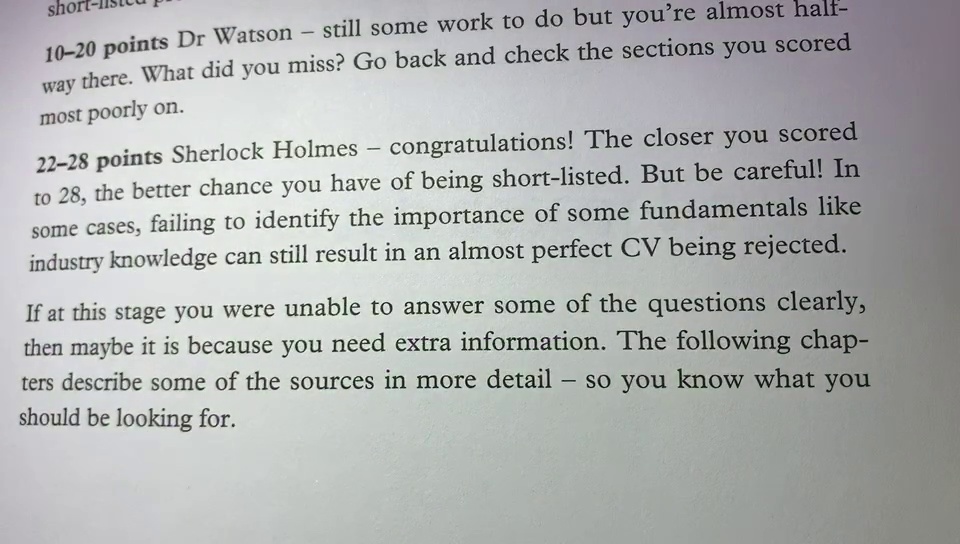 short-listed
10–20 points Dr Watson – still some work to do but you're almost half-
way there. What did you miss? Go back and check the sections you scored
most poorly on.
22–28 points Sherlock Holmes – congratulations! The closer you scored
to 28, the better chance you have of being short-listed. But be careful! In
some cases, failing to identify the importance of some fundamentals like
industry knowledge can still result in an almost perfect CV being rejected.
If at this stage you were unable to answer some of the questions clearly,
then maybe it is because you need extra information. The following chap-
ters describe some of the sources in more detail – so you know what you
should be looking for.